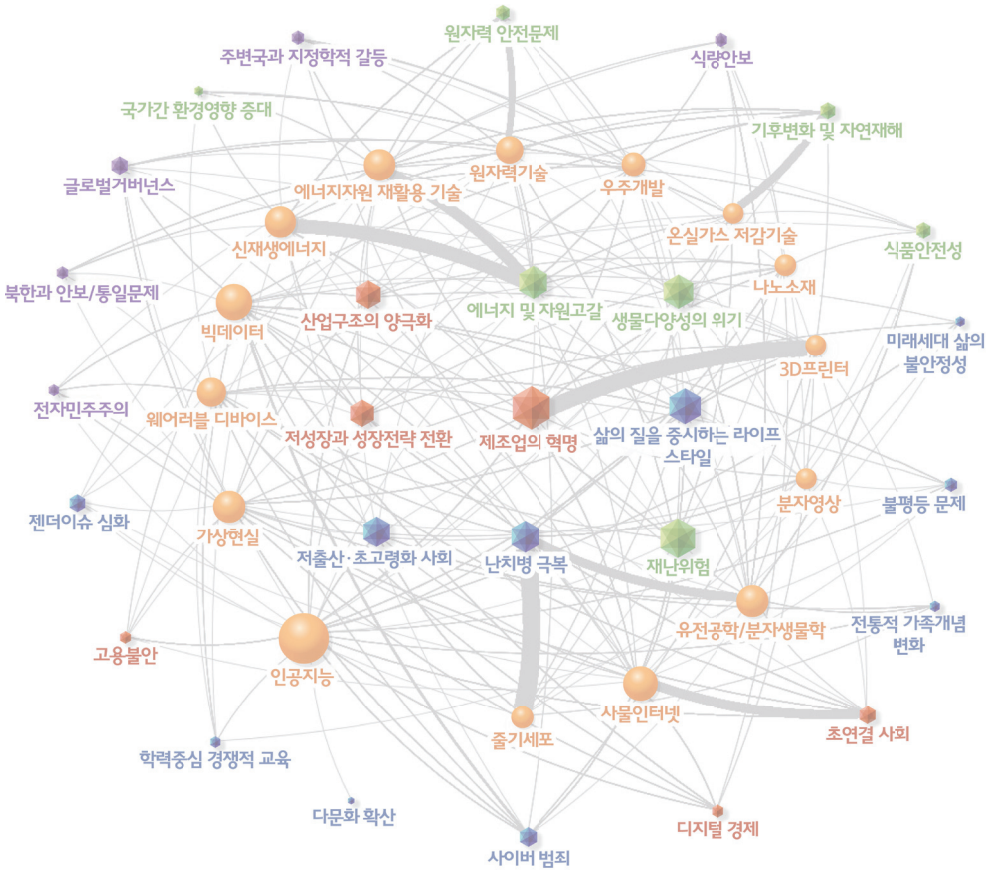 원자력 안전문제
주변국과 지정학적 갈등
식량안보
국가간 환경영향 증대
기후변화 및 자연재해
글로벌거버넌스
에너지자원 재활용 기술
원자력기술
우주개발
신재생에너지
온실가스 저감기술
식품안전성
북한과 안보/통일문제
나노소재
빅데이터
산업구조의 양극화
에너지 및 자원고갈
생물다양성의 위기
미래세대 삶의
불안정성
3D프린터
전자민주주의
웨어러블 디바이스
저성장과 성장전략 전환
제조업의 혁명
삶의 질을 중시하는 라이프
스타일
젠더이슈 심화
가상현실
분자영상
불평등 문제
저출산·초고령화 사회
난치병 극복
재난위험
고용불안
인공지능
유전공학/분자생물학
전통적 가족개념
변화
사물인터넷
줄기세포
초연결 사회
학력중심 경쟁적 교육
다문화 확산
디지털 경제
사이버 범죄